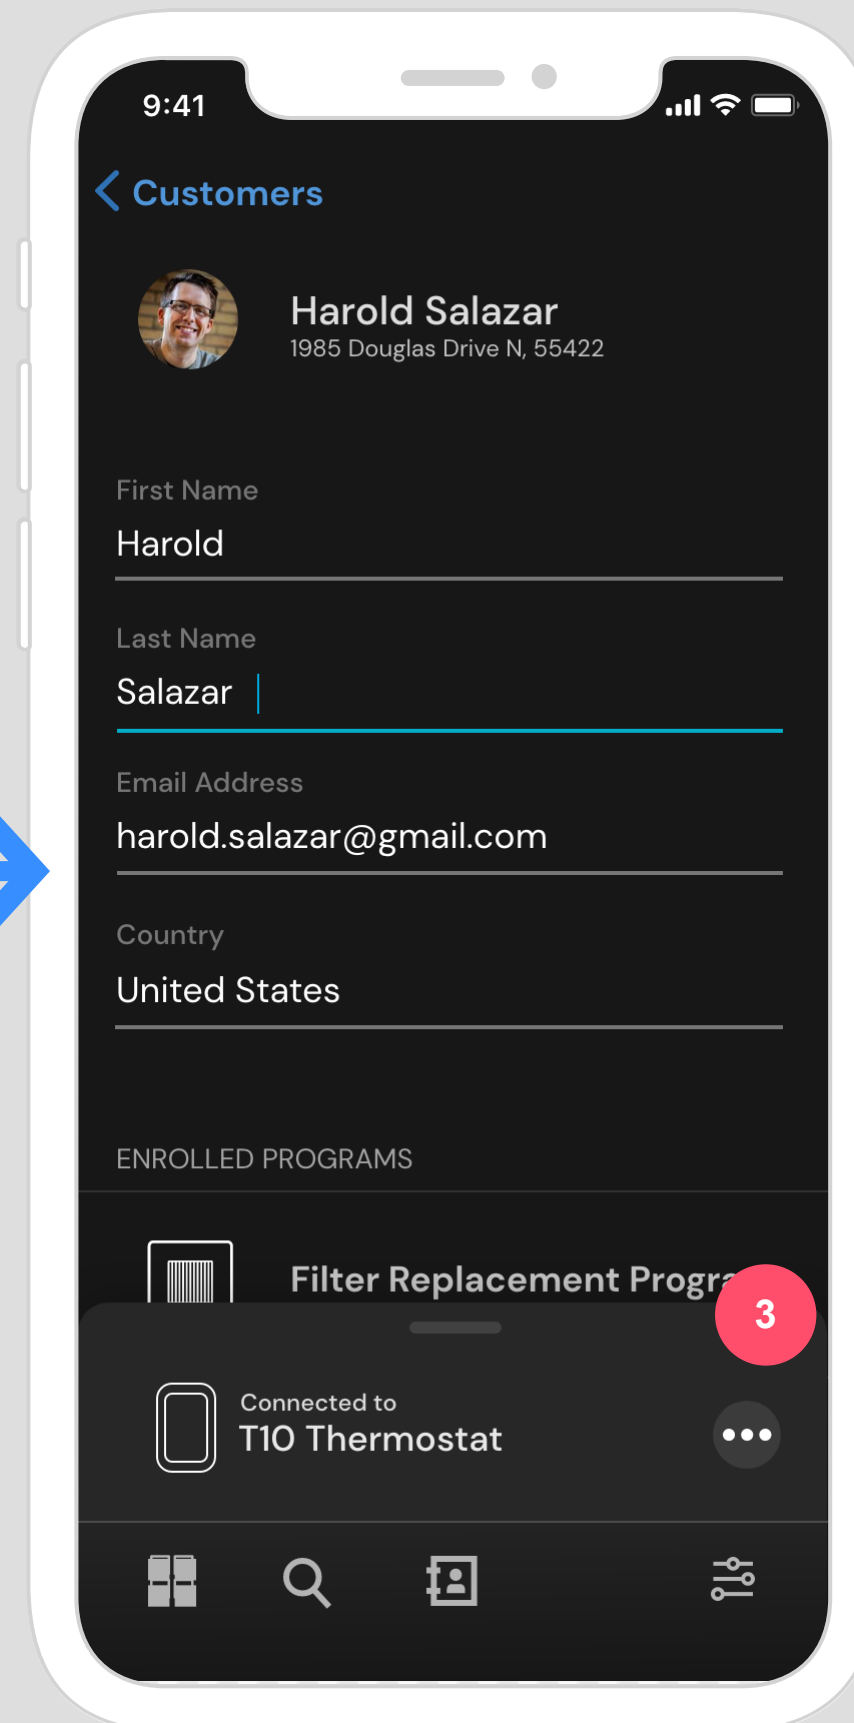 9:41
Customers
Harold Salazar
1985 Douglas Drive N, 55422
First Name
Harold
Last Name
Salazar
Email Address
harold.salazar@gmail.com
Country
United States
ENROLLED PROGRAMS
Filter Replacement Progra
3
Connected to
T10 Thermostat